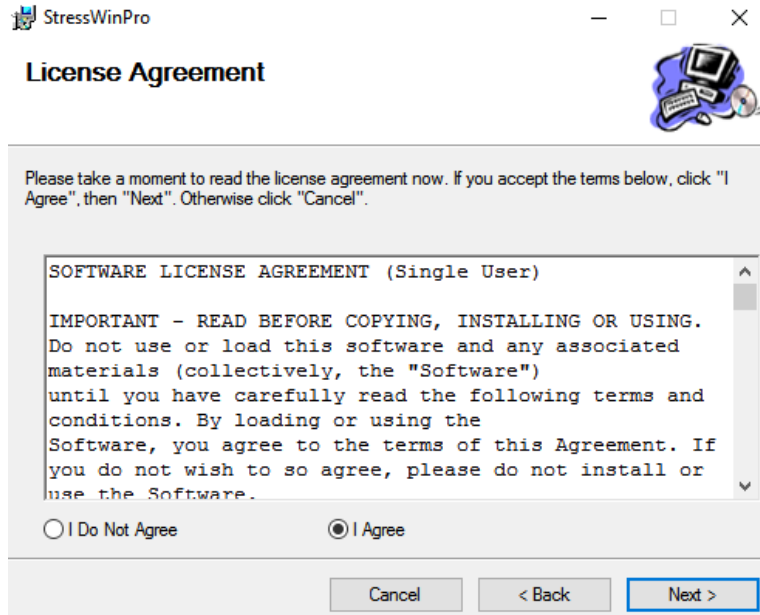 StressWinPro
License Agreement
Please take a moment to read the license agreement now. If you accept the terms below, click "I
Agree", then "Next". Otherwise click "Cancel".
SOFTWARE LICENSE AGREEMENT (Single User)
IMPORTANT - READ BEFORE COPYING, INSTALLING OR USING.
Do not use or load this software and any associated
materials (collectively, the "Software")
until you have carefully read the following terms and
conditions. By loading or using the
Software, you agree to the terms of this Agreement. If
you do not wish to so agree, please do not install or
use the Software.
I Do Not Agree
I Agree
Cancel
< Back
Next >